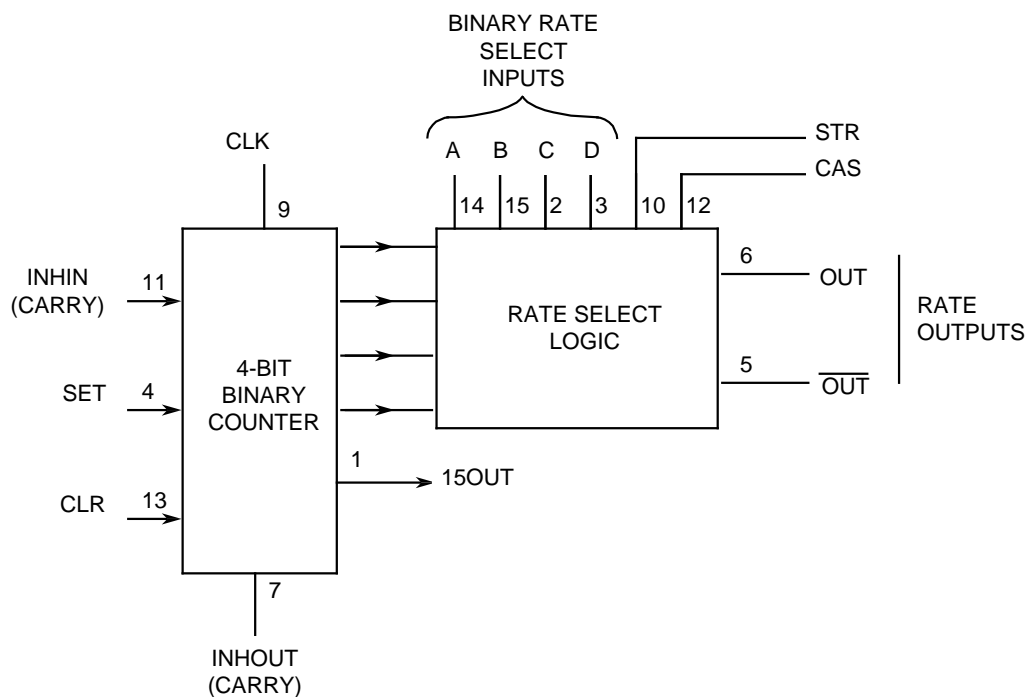 BINARY RATE
SELECT
INPUTS
A B C D
STR
CAS
CLK
14 15 2 3 10 12
9
6
OUT
INHIN
(CARRY)
11
RATE SELECT
LOGIC
RATE
OUTPUTS
5
OUT
4-BIT
BINARY
COUNTER
SET
4
1
15OUT
CLR
13
7
INHOUT
(CARRY)